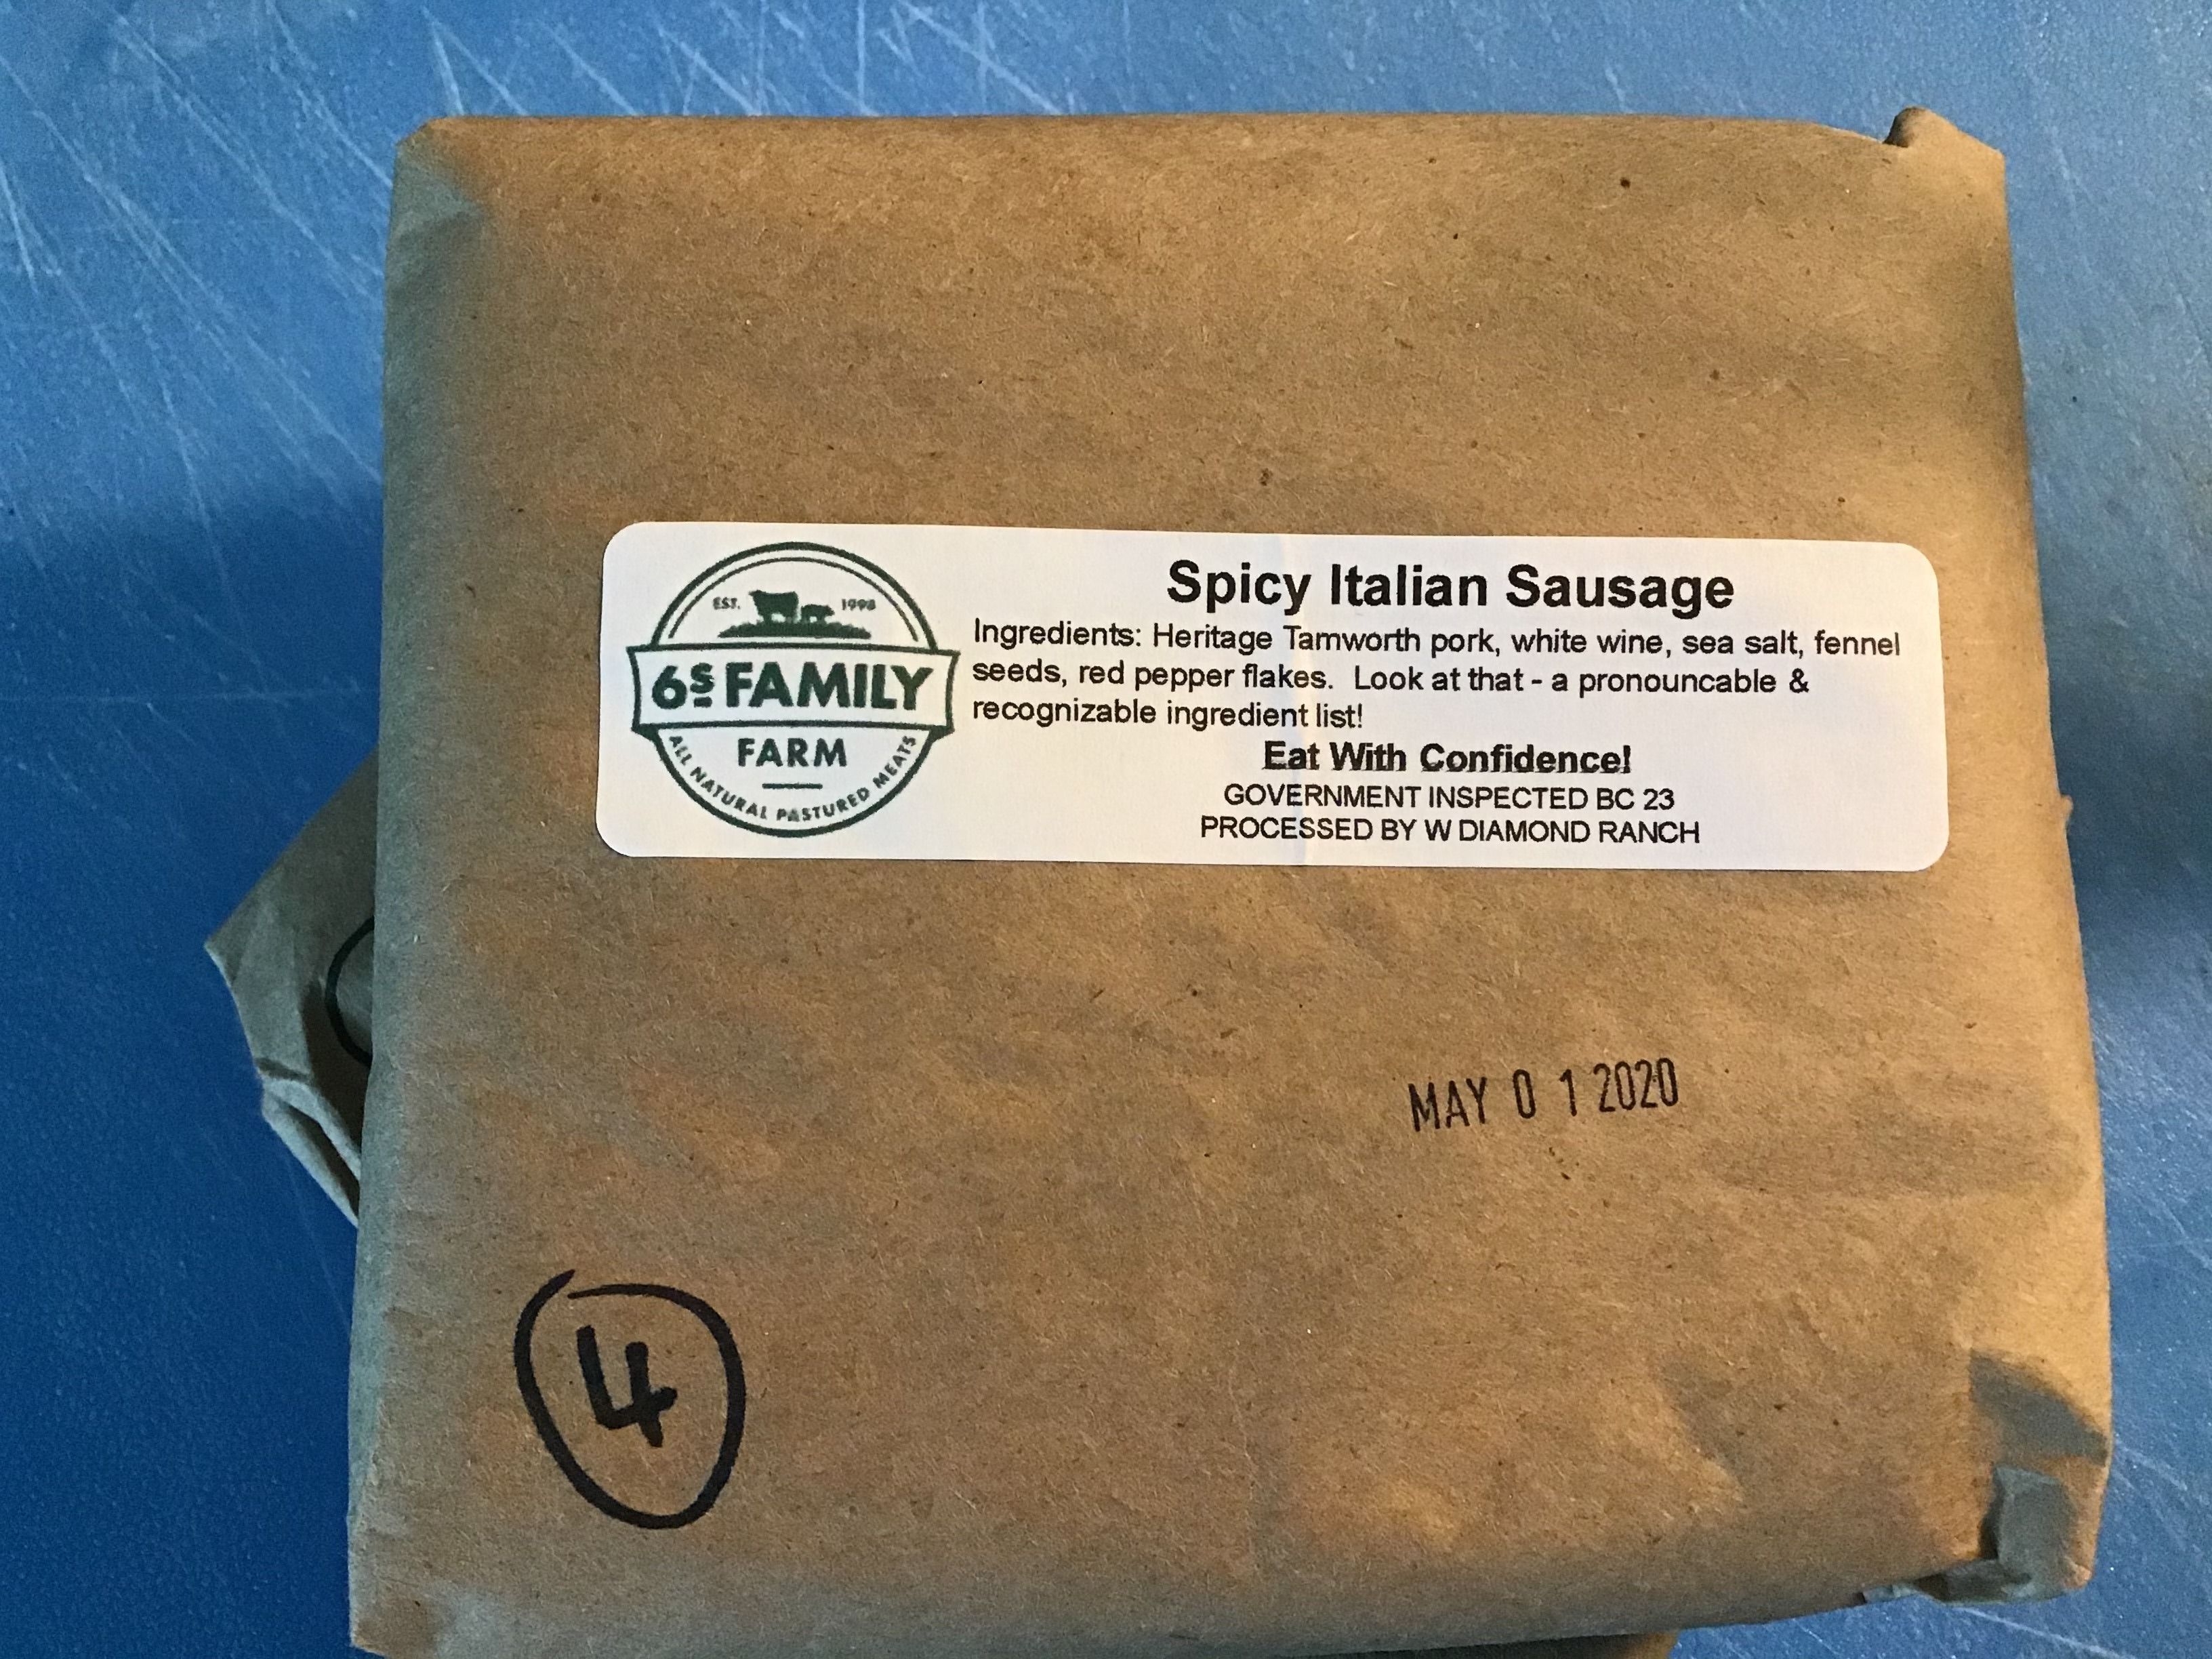 EST. 1998
6S FAMILY
FARM
ALL NATURAL PASTURED MEATS
Spicy Italian Sausage
Ingredients: Heritage Tamworth pork, white wine, sea salt, fennel
seeds, red pepper flakes. Look at that - a pronouncable &
recognizable ingredient list!
Eat With Confidence!
GOVERNMENT INSPECTED BC 23
PROCESSED BY W DIAMOND RANCH
MAY 0 1 2020
4